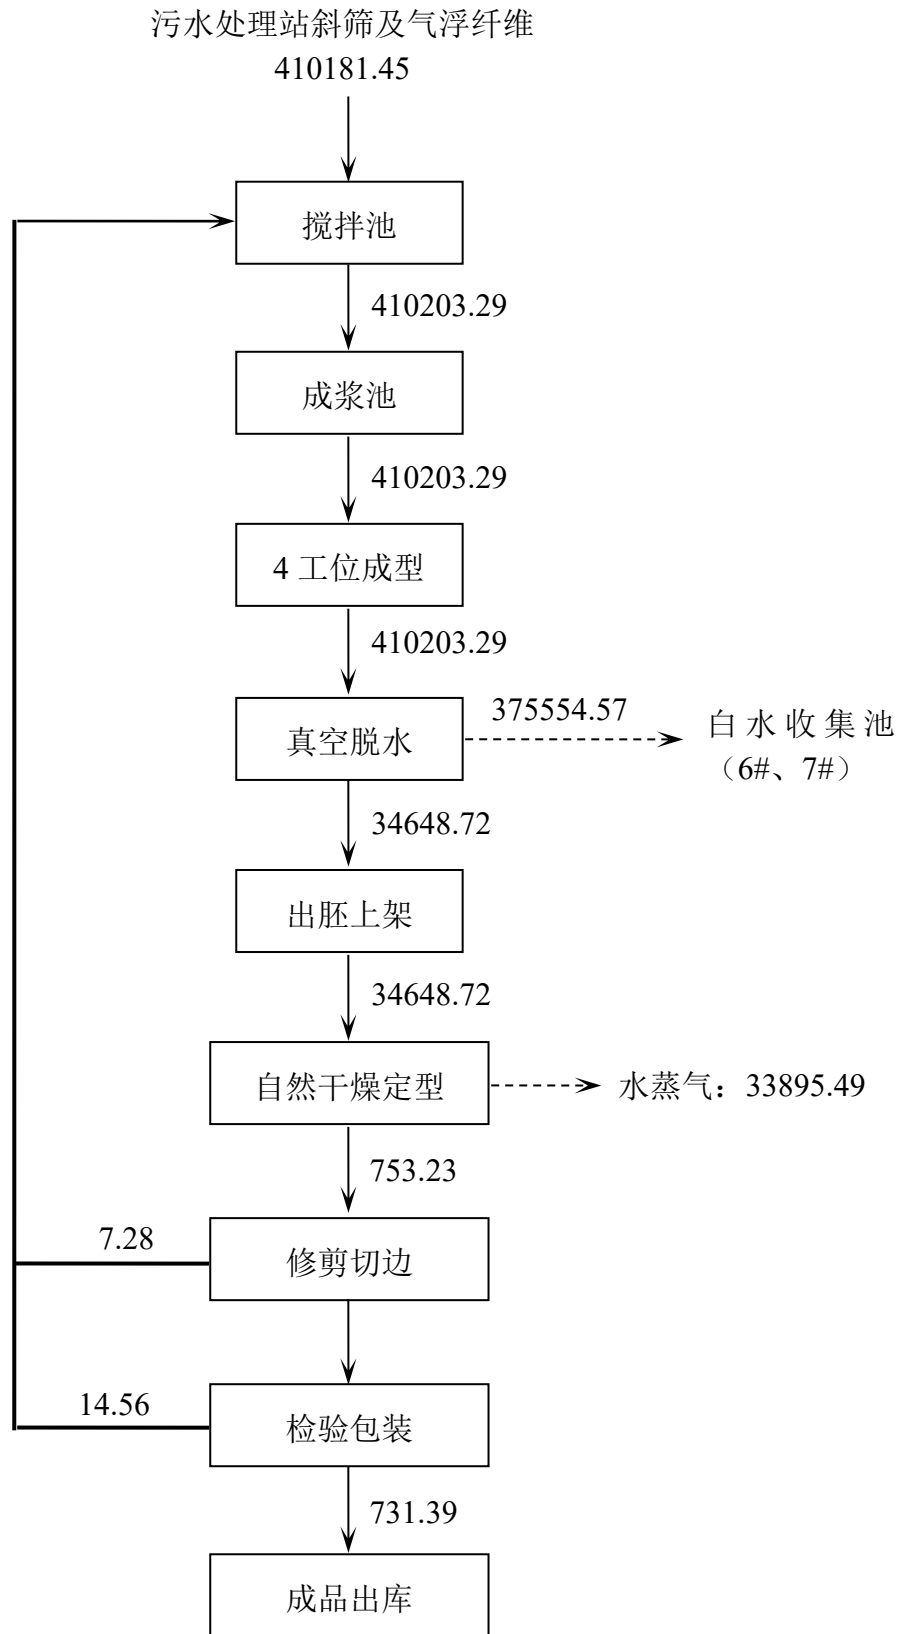 污水处理站斜筛及气浮纤维
410181.45
搅拌池
410203.29
成浆池
410203.29
4 工位成型
410203.29
真空脱水
375554.57
白水收集池
（6#、7#）
34648.72
出胚上架
34648.72
自然干燥定型
水蒸气：33895.49
753.23
7.28
修剪切边
14.56
检验包装
731.39
成品出库